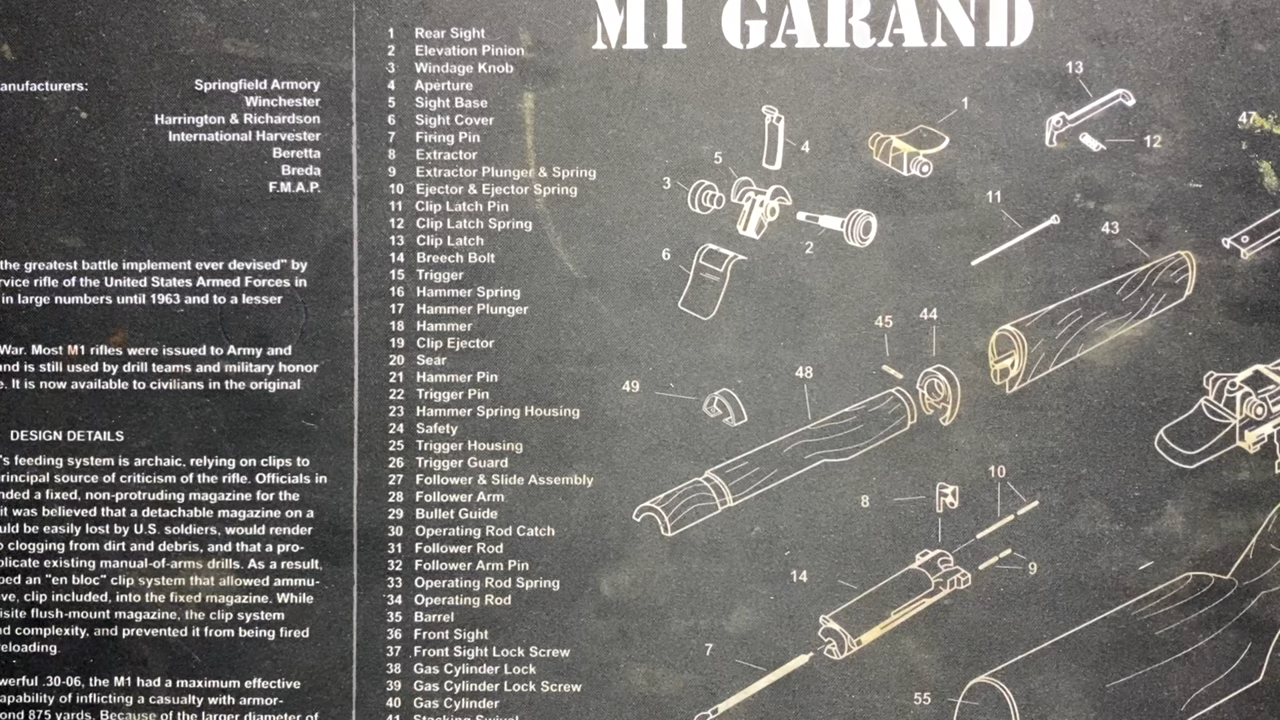 M1 GARAND
anufacturers:
Springfield Armory
Winchester
Harrington & Richardson
International Harvester
Beretta
Breda
F.M.A.P.
the greatest battle implement ever devised" by
rvice rifle of the United States Armed Forces in
in large numbers until 1963 and to a lesser
War. Most M1 rifles were issued to Army and
and is still used by drill teams and military honor
e. It is now available to civilians in the original
DESIGN DETAILS
's feeding system is archaic, relying on clips to
rincipal source of criticism of the rifle. Officials in
nded a fixed, non-protruding magazine for the
it was believed that a detachable magazine on a
uld be easily lost by U.S. soldiers, would render
o clogging from dirt and debris, and that a pro-
plicate existing manual-of-arms drills. As a result,
ped an "en bloc" clip system that allowed ammu-
ve, clip included, into the fixed magazine. While
isite flush-mount magazine, the clip system
nd complexity, and prevented it from being fired
eloading.
werful .30-06, the M1 had a maximum effective
apability of inflicting a casualty with armor-
ond 875 yards. Because of the larger diameter of
1 Rear Sight
2 Elevation Pinion
3 Windage Knob
4 Aperture
5 Sight Base
6 Sight Cover
7 Firing Pin
8 Extractor
9 Extractor Plunger & Spring
10 Ejector & Ejector Spring
11 Clip Latch Pin
12 Clip Latch Spring
13 Clip Latch
14 Breech Bolt
15 Trigger
16 Hammer Spring
17 Hammer Plunger
18 Hammer
19 Clip Ejector
20 Sear
21 Hammer Pin
22 Trigger Pin
23 Hammer Spring Housing
24 Safety
25 Trigger Housing
26 Trigger Guard
27 Follower & Slide Assembly
28 Follower Arm
29 Bullet Guide
30 Operating Rod Catch
31 Follower Rod
32 Follower Arm Pin
33 Operating Rod Spring
34 Operating Rod
35 Barrel
36 Front Sight
37 Front Sight Lock Screw
38 Gas Cylinder Lock
39 Gas Cylinder Lock Screw
40 Gas Cylinder
41 Stacking Swivel
13
1
12
47
4
5
3
2
11
43
6
45
44
48
49
10
8
9
14
7
55